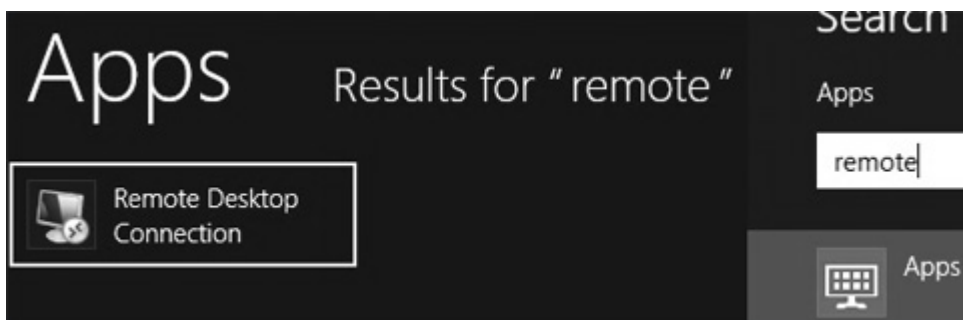 Apps
Results for "remote"
Remote Desktop
Connection
Search
Apps
remote
Apps